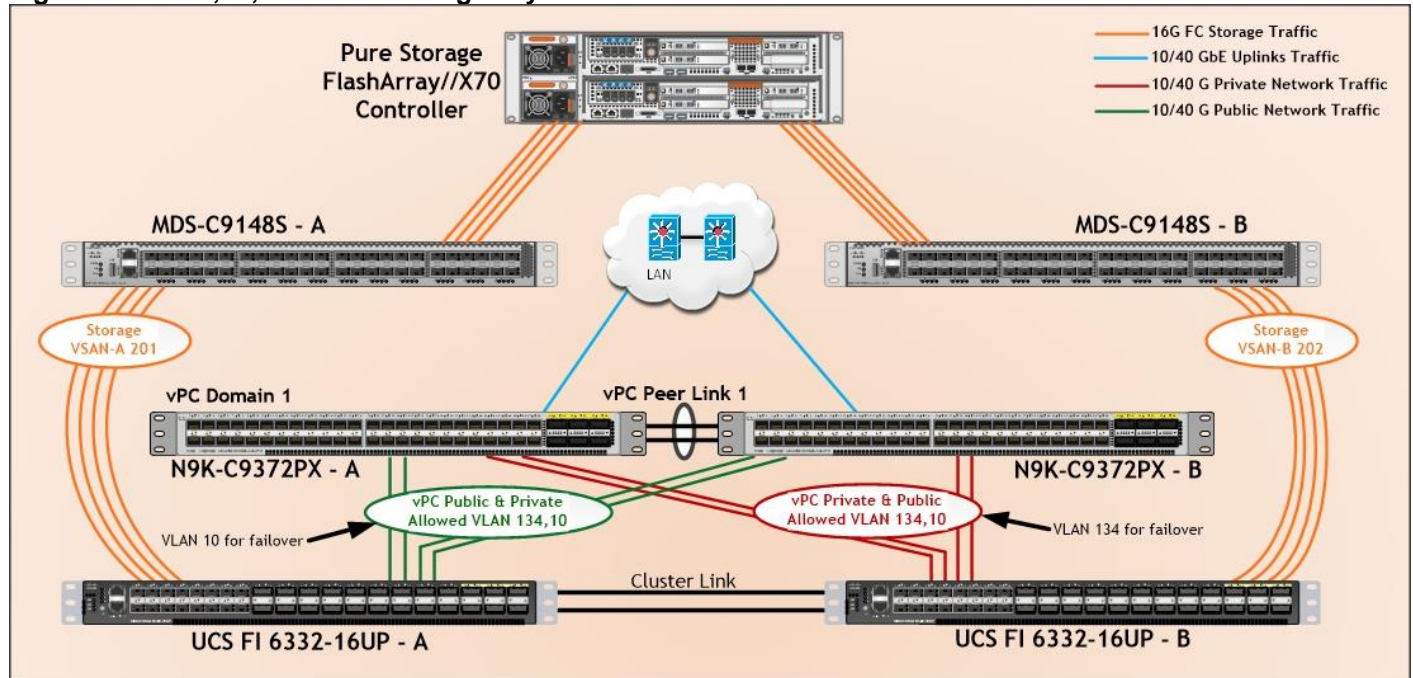 Pure Storage
FlashArray//X70
Controller
16G FC Storage Traffic
10/40 GbE Uplinks Traffic
10/40 G Private Network Traffic
10/40 G Public Network Traffic
MDS-C9148S - A
MDS-C9148S - B
LAN
Storage
VSAN-A 201
Storage
VSAN-B 202
vPC Domain 1
vPC Peer Link 1
N9K-C9372PX - A
N9K-C9372PX - B
vPC Public & Private
Allowed VLAN 134,10
vPC Private & Public
Allowed VLAN 134,10
VLAN 10 for failover
VLAN 134 for failover
Cluster Link
UCS FI 6332-16UP - A
UCS FI 6332-16UP - B